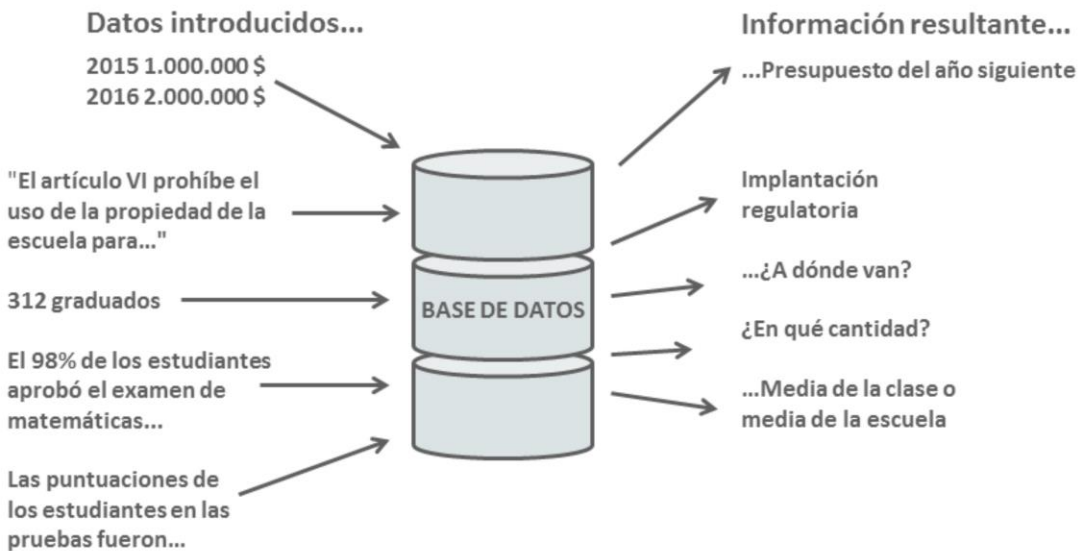 Datos introducidos...
2015 1.000.000 $
2016 2.000.000 $
"El artículo VI prohíbe el
uso de la propiedad de la
escuela para..."
312 graduados
El 98% de los estudiantes
aprobó el examen de
matemáticas...
Las puntuaciones de
los estudiantes en las
pruebas fueron...
BASE DE DATOS
Información resultante...
...Presupuesto del año siguiente
Implantación
regulatoria
...¿A dónde van?
¿En qué cantidad?
...Media de la clase o
media de la escuela